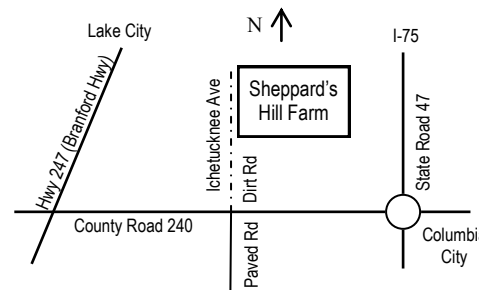 Lake City
N
I-75
Hwy 247 (Branford Hwy)
Ichetucknee Ave
Sheppard's
Hill Farm
State Road 47
Dirt Rd
County Road 240
Paved Rd
Columbi
City